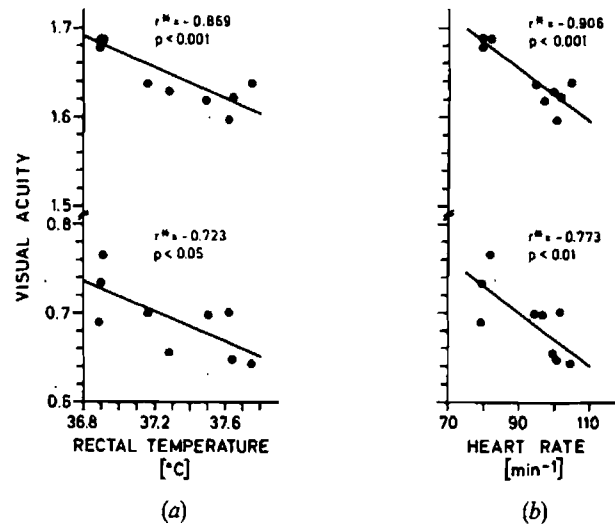 r* = -0.869
p < 0.001
r* = -0.906
p < 0.001
1.7
1.6
1.5
0.8
0.7
0.6
VISUAL ACUITY
r* = -0.723
p < 0.05
r* = -0.773
p < 0.01
36.8 37.2 37.6
70 90 110
RECTAL TEMPERATURE
[°C]
HEART RATE
[min-1]
(a)
(b)